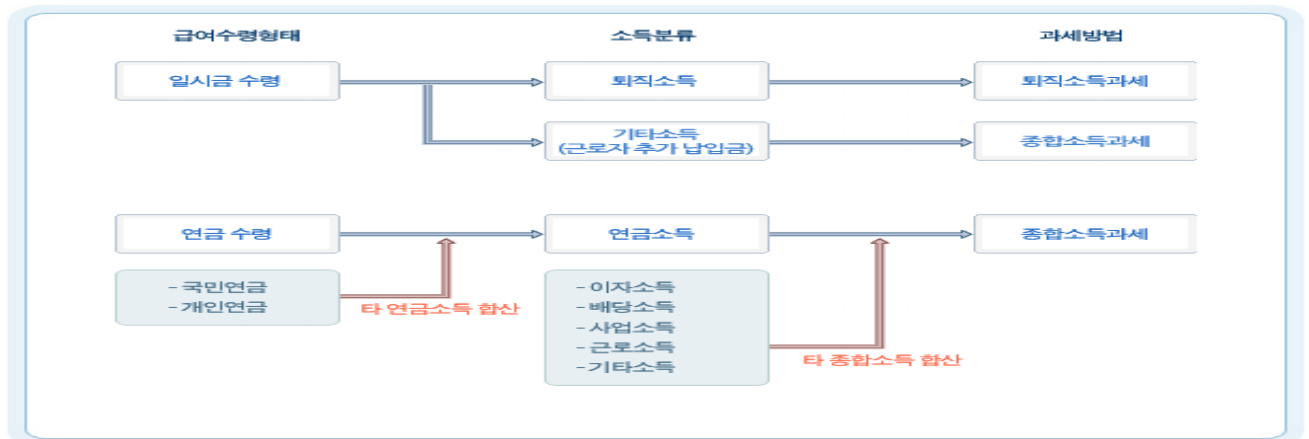 급여수령형태
소득분류
과세방법
일시금 수령
퇴직소득
퇴직소득과세
기타소득
(근로자 추가 납입금)
종합소득과세
연금 수령
연금소득
종합소득과세
- 국민연금
- 개인연금
타 연금소득 합산
- 이자소득
- 배당소득
- 사업소득
- 근로소득
- 기타소득
타 종합소득 합산